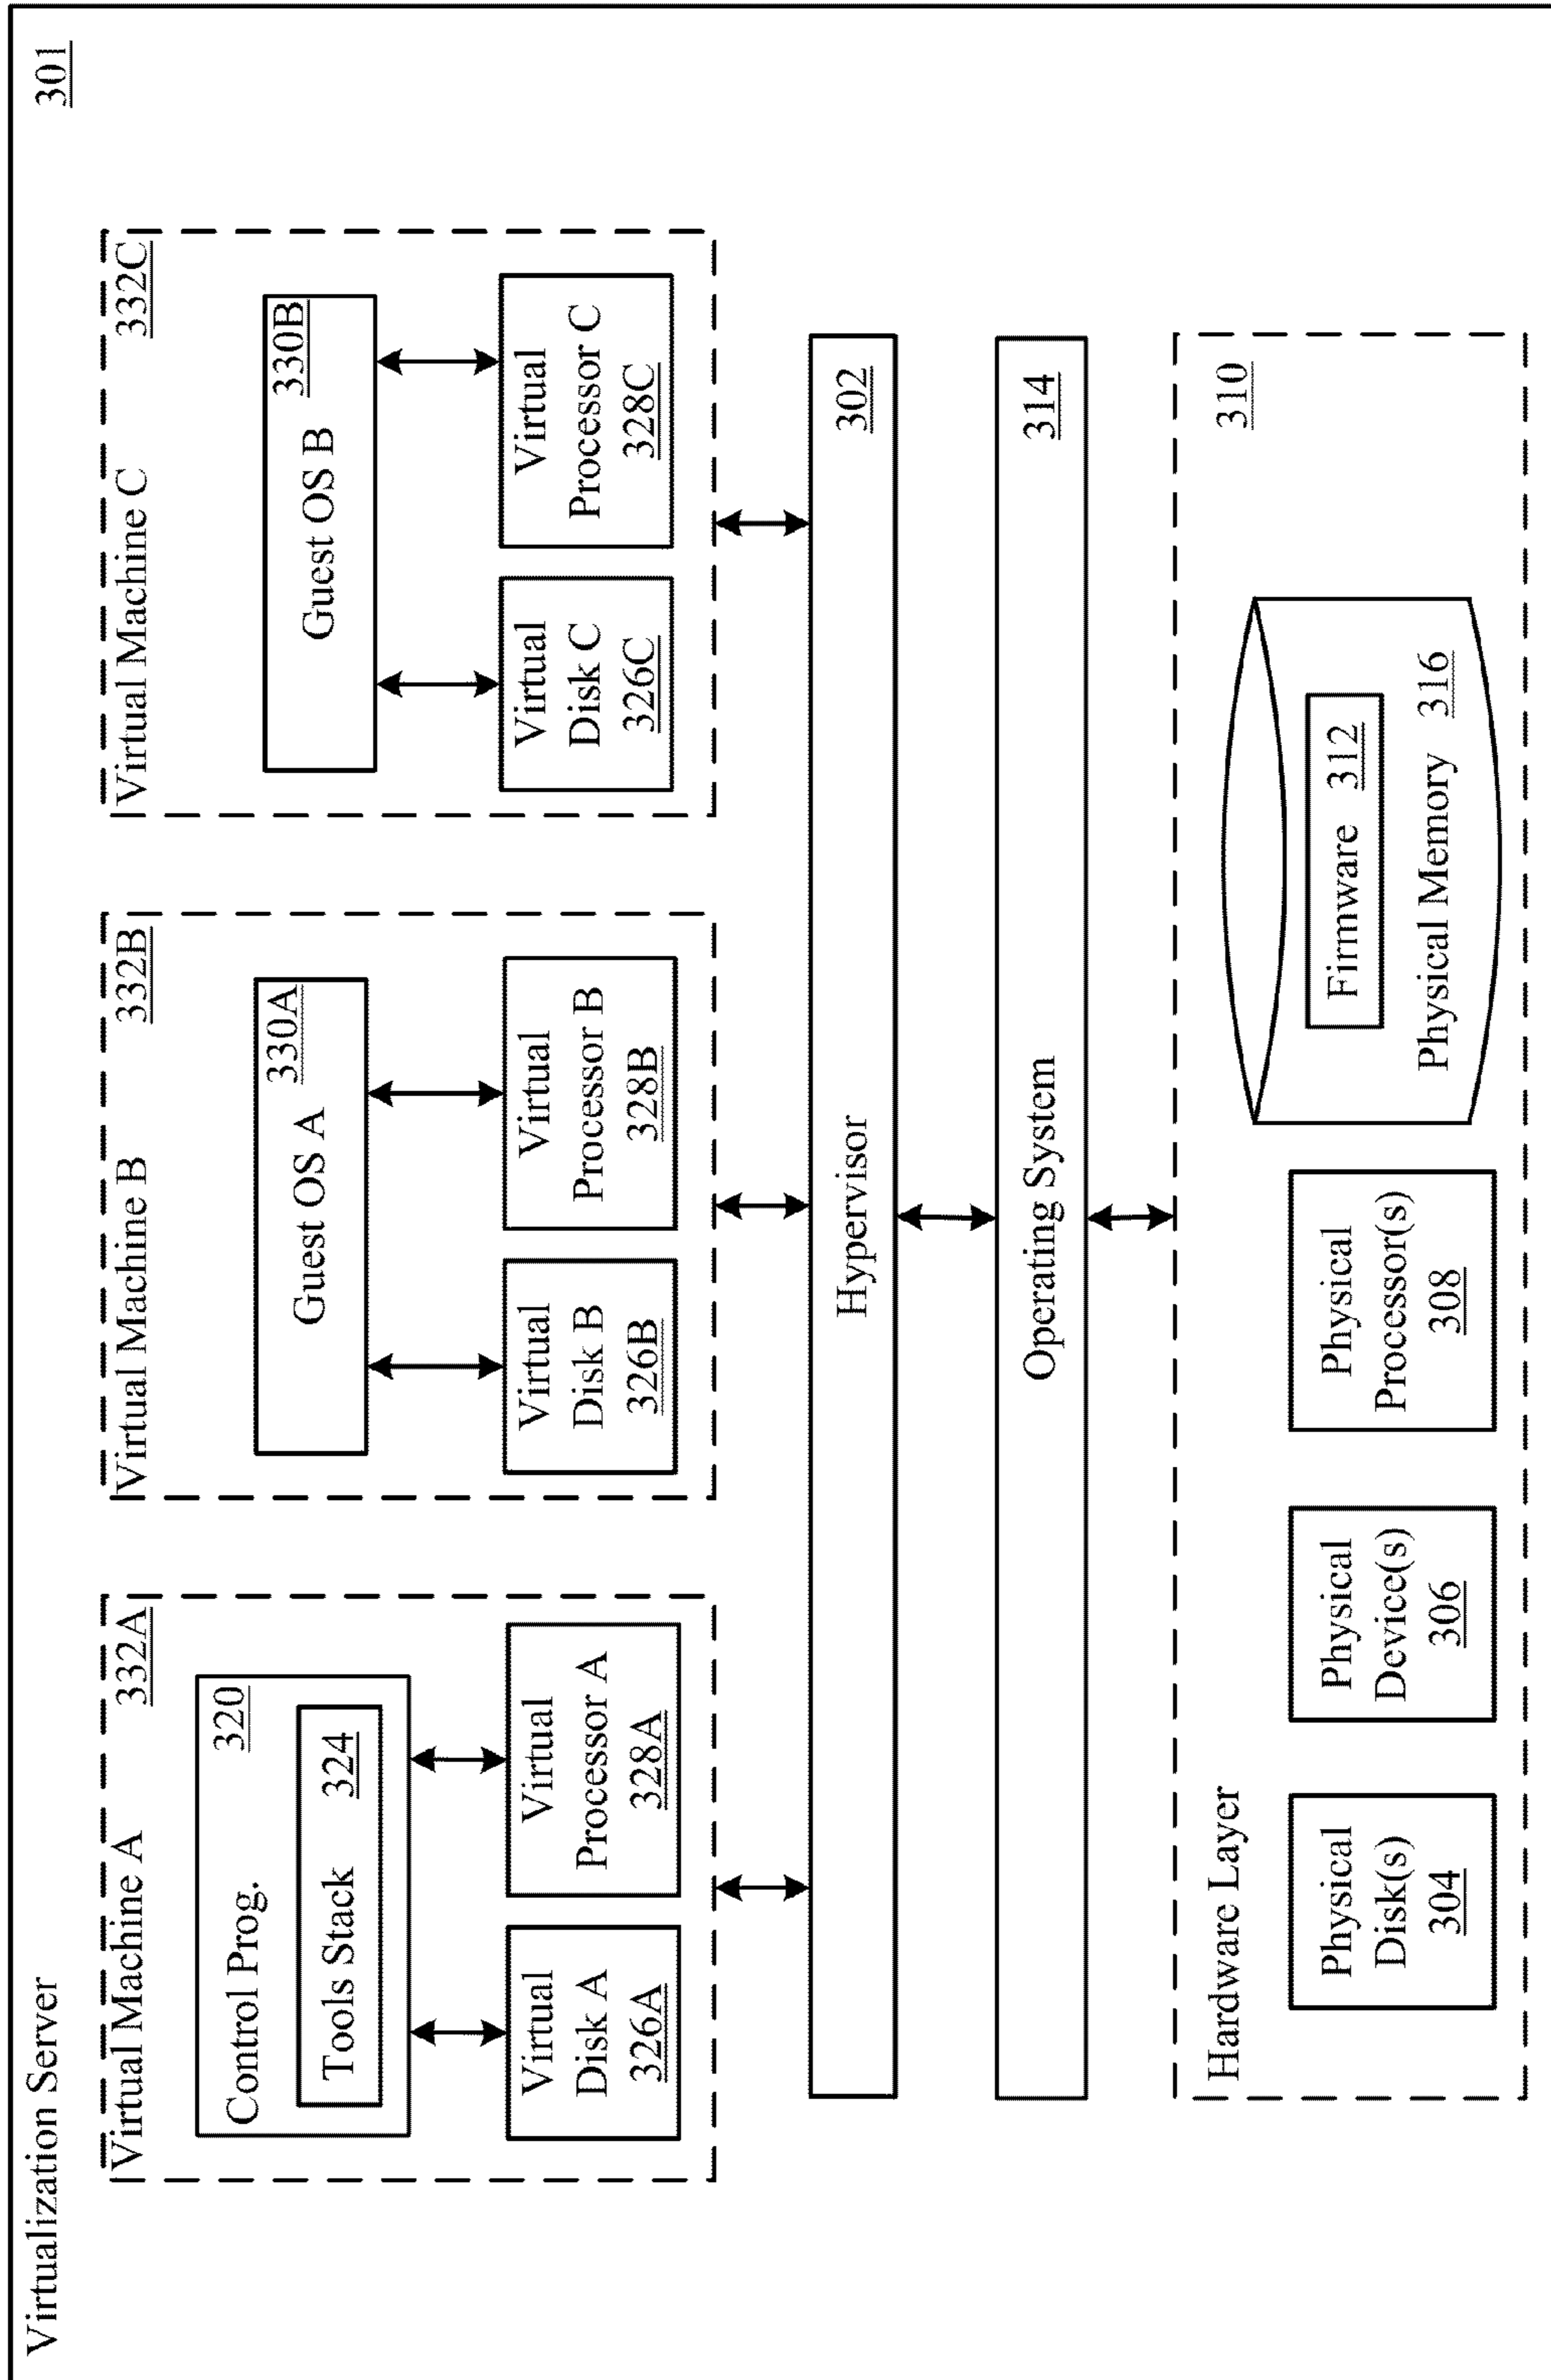 Virtualization Server
301
Virtual Machine A
332A
Control Prog.
320
Tools Stack
324
Virtual
Disk A
326A
Virtual
Processor A
328A
Virtual Machine B
332B
Guest OS A
330A
Virtual
Disk B
326B
Virtual
Processor B
328B
Virtual Machine C
332C
Guest OS B
330B
Virtual
Disk C
326C
Virtual
Processor C
328C
Hypervisor
302
Operating System
314
Hardware Layer
310
Physical
Disk(s)
304
Physical
Device(s)
306
Physical
Processor(s)
308
Firmware 312
Physical Memory 316